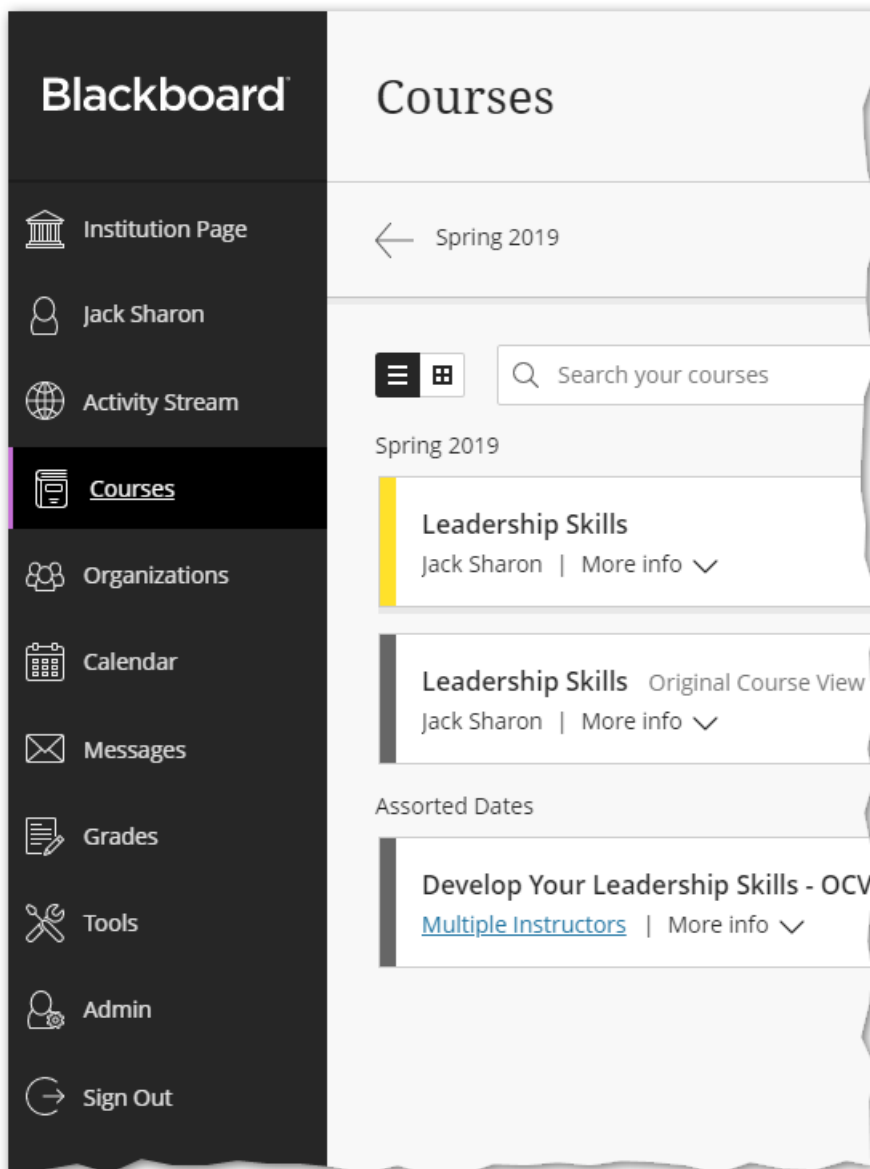 Blackboard
Institution Page
Jack Sharon
Activity Stream
Courses
Organizations
Calendar
Messages
Grades
Tools
Admin
Sign Out
Courses
Spring 2019
Search your courses
Spring 2019
Leadership Skills
Jack Sharon | More info
Leadership Skills Original Course View
Jack Sharon | More info
Assorted Dates
Develop Your Leadership Skills - OCV
Multiple Instructors | More info